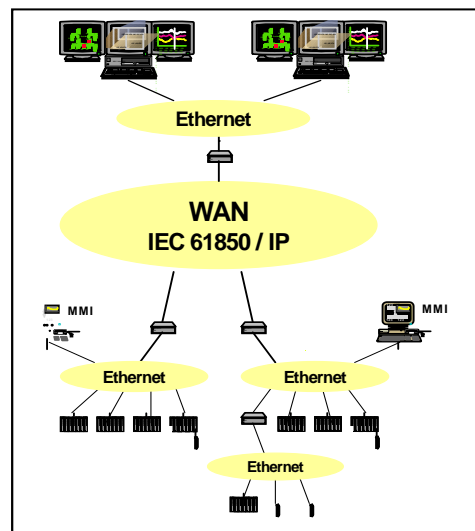 Ethernet
WAN
IEC 61850 / IP
MMI
MMI
Ethernet
Ethernet
Ethernet